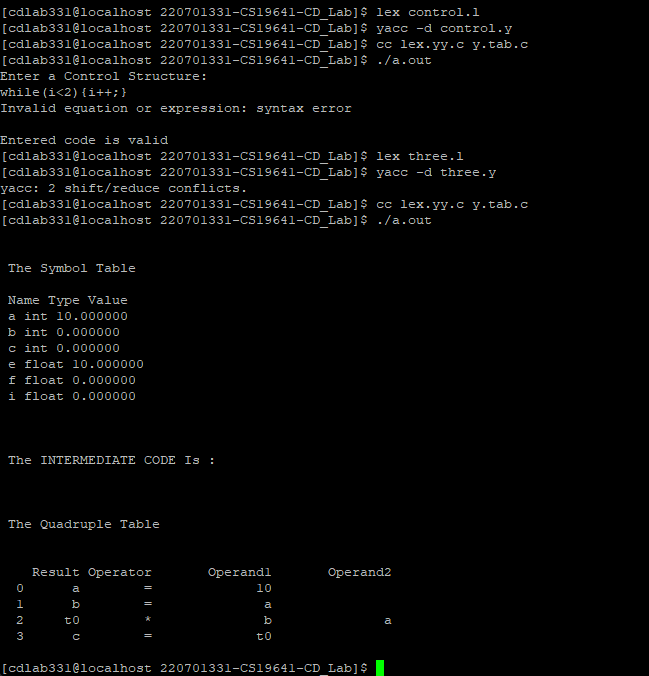 [cdlab331@localhost 220701331-CS19641-CD_Lab]$ lex control.l
[cdlab331@localhost 220701331-CS19641-CD_Lab]$ yacc -d control.y
[cdlab331@localhost 220701331-CS19641-CD_Lab]$ cc lex.yy.c y.tab.c
[cdlab331@localhost 220701331-CS19641-CD_Lab]$ ./a.out
Enter a Control Structure:
while(i<2){i++;}
Invalid equation or expression: syntax error
Entered code is valid
[cdlab331@localhost 220701331-CS19641-CD_Lab]$ lex three.l
[cdlab331@localhost 220701331-CS19641-CD_Lab]$ yacc -d three.y
yacc: 2 shift/reduce conflicts.
[cdlab331@localhost 220701331-CS19641-CD_Lab]$ cc lex.yy.c y.tab.c
[cdlab331@localhost 220701331-CS19641-CD_Lab]$ ./a.out
The Symbol Table
Name Type Value
a int 10.000000
b int 0.000000
c int 0.000000
e float 10.000000
f float 0.000000
i float 0.000000
The INTERMEDIATE CODE Is :
The Quadruple Table
Result Operator Operand1 Operand2
0 a = 10
1 b = a
2 t0 * b a
3 c = t0
[cdlab331@localhost 220701331-CS19641-CD_Lab]$